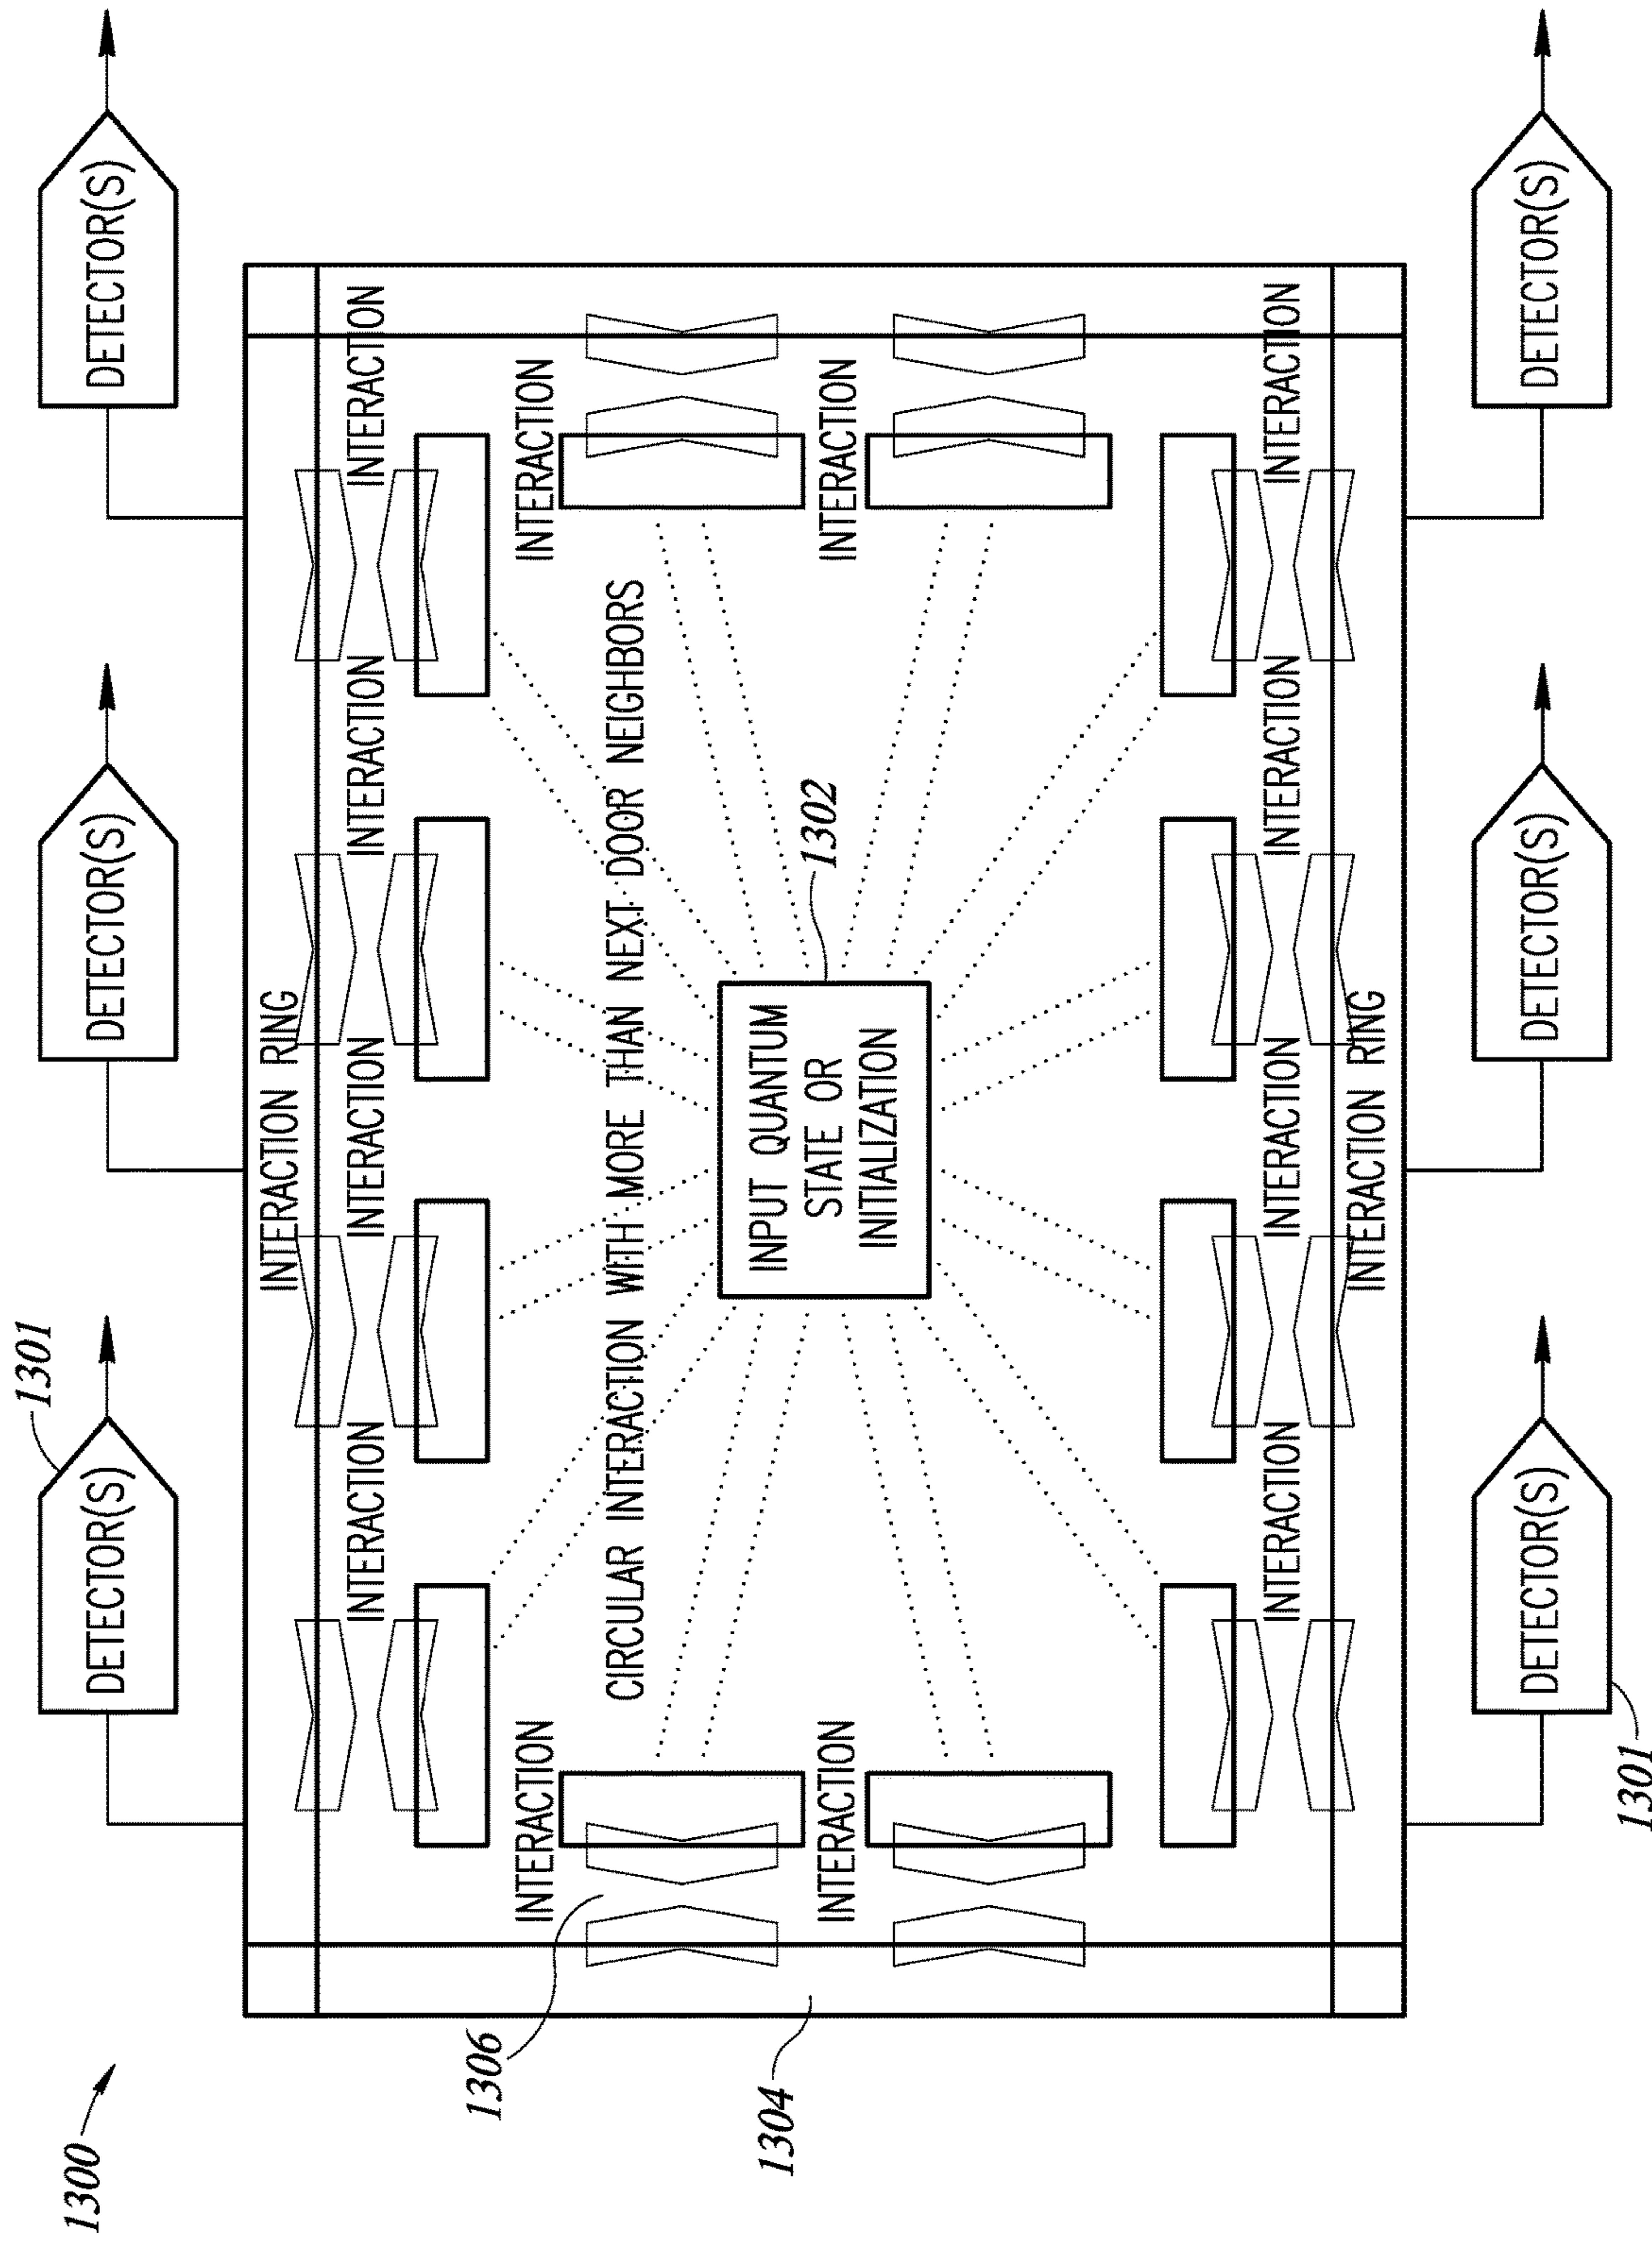 1301
1300
DETECTOR(S)
DETECTOR(S)
DETECTOR(S)
INTERACTION RING
INTERACTION
INTERACTION
INTERACTION
INTERACTION
1306
INTERACTION
INTERACTION
CIRCULAR INTERACTION WITH MORE THAN NEXT DOOR NEIGHBORS
1304
1302
INPUT QUANTUM
STATE OR
INITIALIZATION
INTERACTION
INTERACTION
INTERACTION
INTERACTION
INTERACTION
INTERACTION
INTERACTION RING
DETECTOR(S)
DETECTOR(S)
DETECTOR(S)
1301